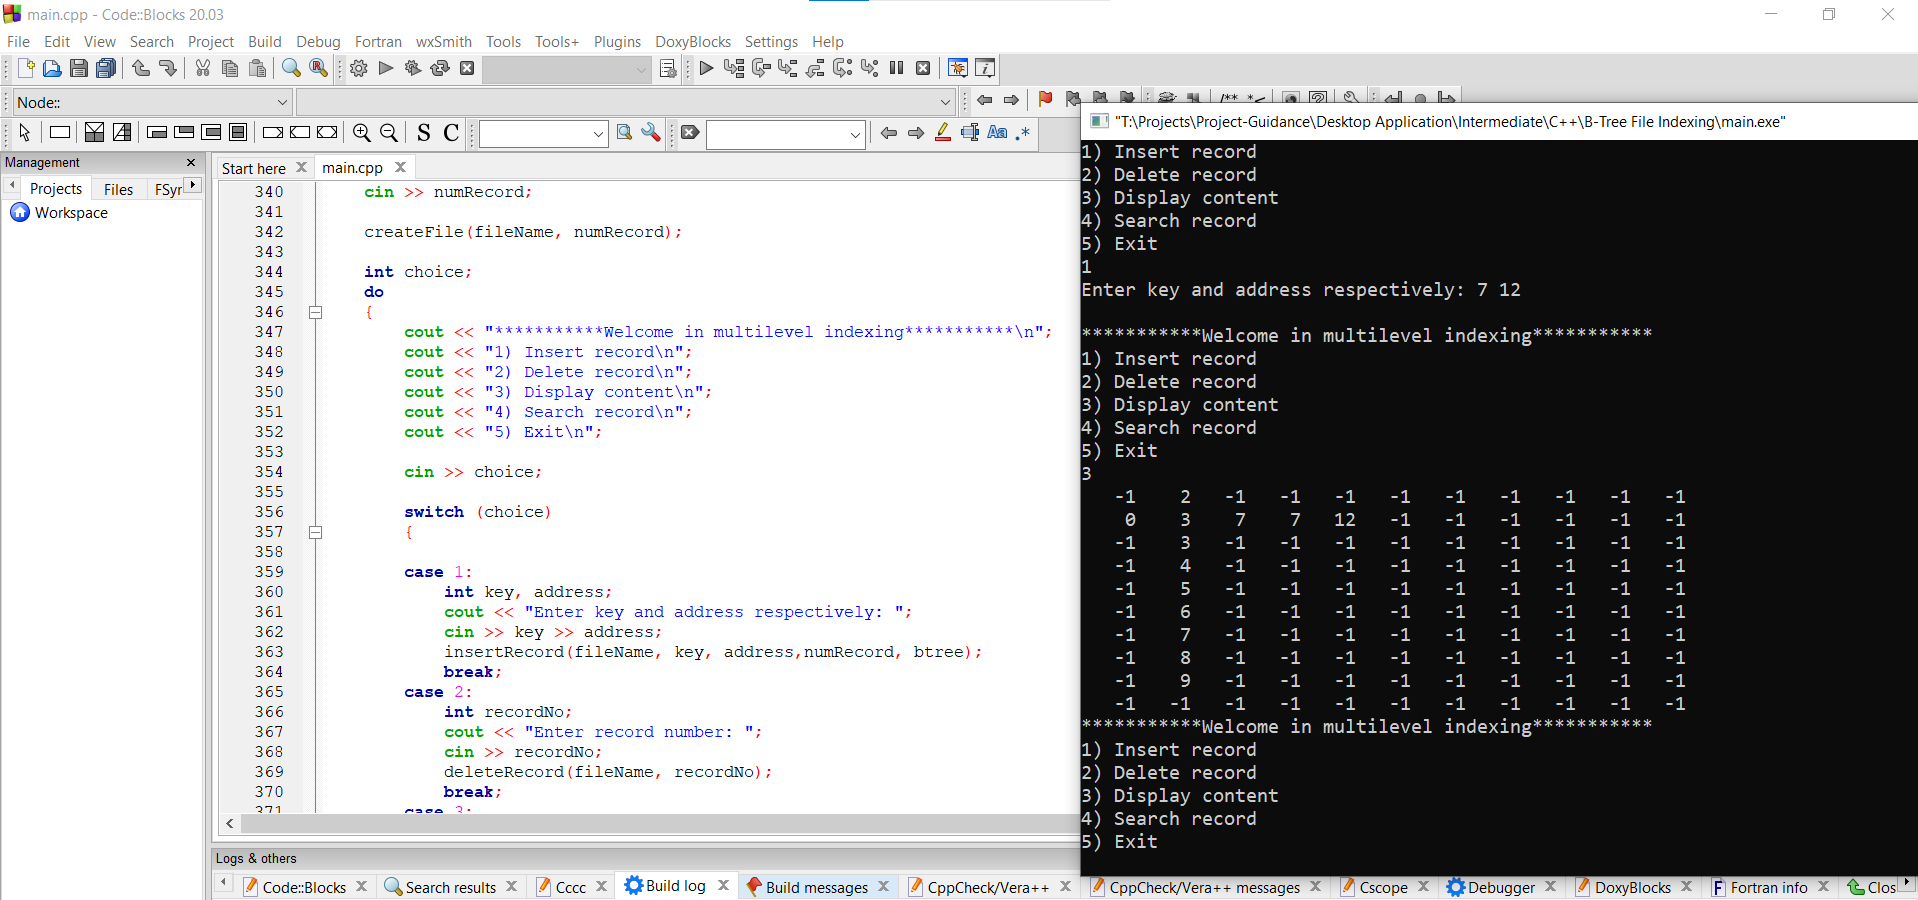 main.cpp - Code::Blocks 20.03
File Edit View Search Project Build Debug Fortran wxSmith Tools Tools+ Plugins DoxyBlocks Settings Help
Node::
S C
Management
Projects Files FSyr
Workspace
Start here main.cpp
340 cin >> numRecord;
341
342 createFile(fileName, numRecord);
343
344 int choice;
345 do
346 {
347 cout << "***********Welcome in multilevel indexing***********\n";
348 cout << "1) Insert record\n";
349 cout << "2) Delete record\n";
350 cout << "3) Display content\n";
351 cout << "4) Search record\n";
352 cout << "5) Exit\n";
353
354 cin >> choice;
355
356 switch (choice)
357 {
358
359 case 1:
360 int key, address;
361 cout << "Enter key and address respectively: ";
362 cin >> key >> address;
363 insertRecord(fileName, key, address,numRecord, btree);
364 break;
365 case 2:
366 int recordNo;
367 cout << "Enter record number: ";
368 cin >> recordNo;
369 deleteRecord(fileName, recordNo);
370 break;
371 case 3:
"T:\Projects\Project-Guidance\Desktop Application\Intermediate\C++\B-Tree File Indexing\main.exe"
1) Insert record
2) Delete record
3) Display content
4) Search record
5) Exit
1
Enter key and address respectively: 7 12
***********Welcome in multilevel indexing***********
1) Insert record
2) Delete record
3) Display content
4) Search record
5) Exit
3
-1 2 -1 -1 -1 -1 -1 -1 -1 -1 -1
0 3 7 7 12 -1 -1 -1 -1 -1 -1
-1 3 -1 -1 -1 -1 -1 -1 -1 -1 -1
-1 4 -1 -1 -1 -1 -1 -1 -1 -1 -1
-1 5 -1 -1 -1 -1 -1 -1 -1 -1 -1
-1 6 -1 -1 -1 -1 -1 -1 -1 -1 -1
-1 7 -1 -1 -1 -1 -1 -1 -1 -1 -1
-1 8 -1 -1 -1 -1 -1 -1 -1 -1 -1
-1 9 -1 -1 -1 -1 -1 -1 -1 -1 -1
-1 -1 -1 -1 -1 -1 -1 -1 -1 -1 -1
***********Welcome in multilevel indexing***********
1) Insert record
2) Delete record
3) Display content
4) Search record
5) Exit
Logs & others
Code::Blocks Search results Cccc Build log Build messages CppCheck/Vera++ CppCheck/Vera++ messages Cscope Debugger DoxyBlocks Fortran info Clos